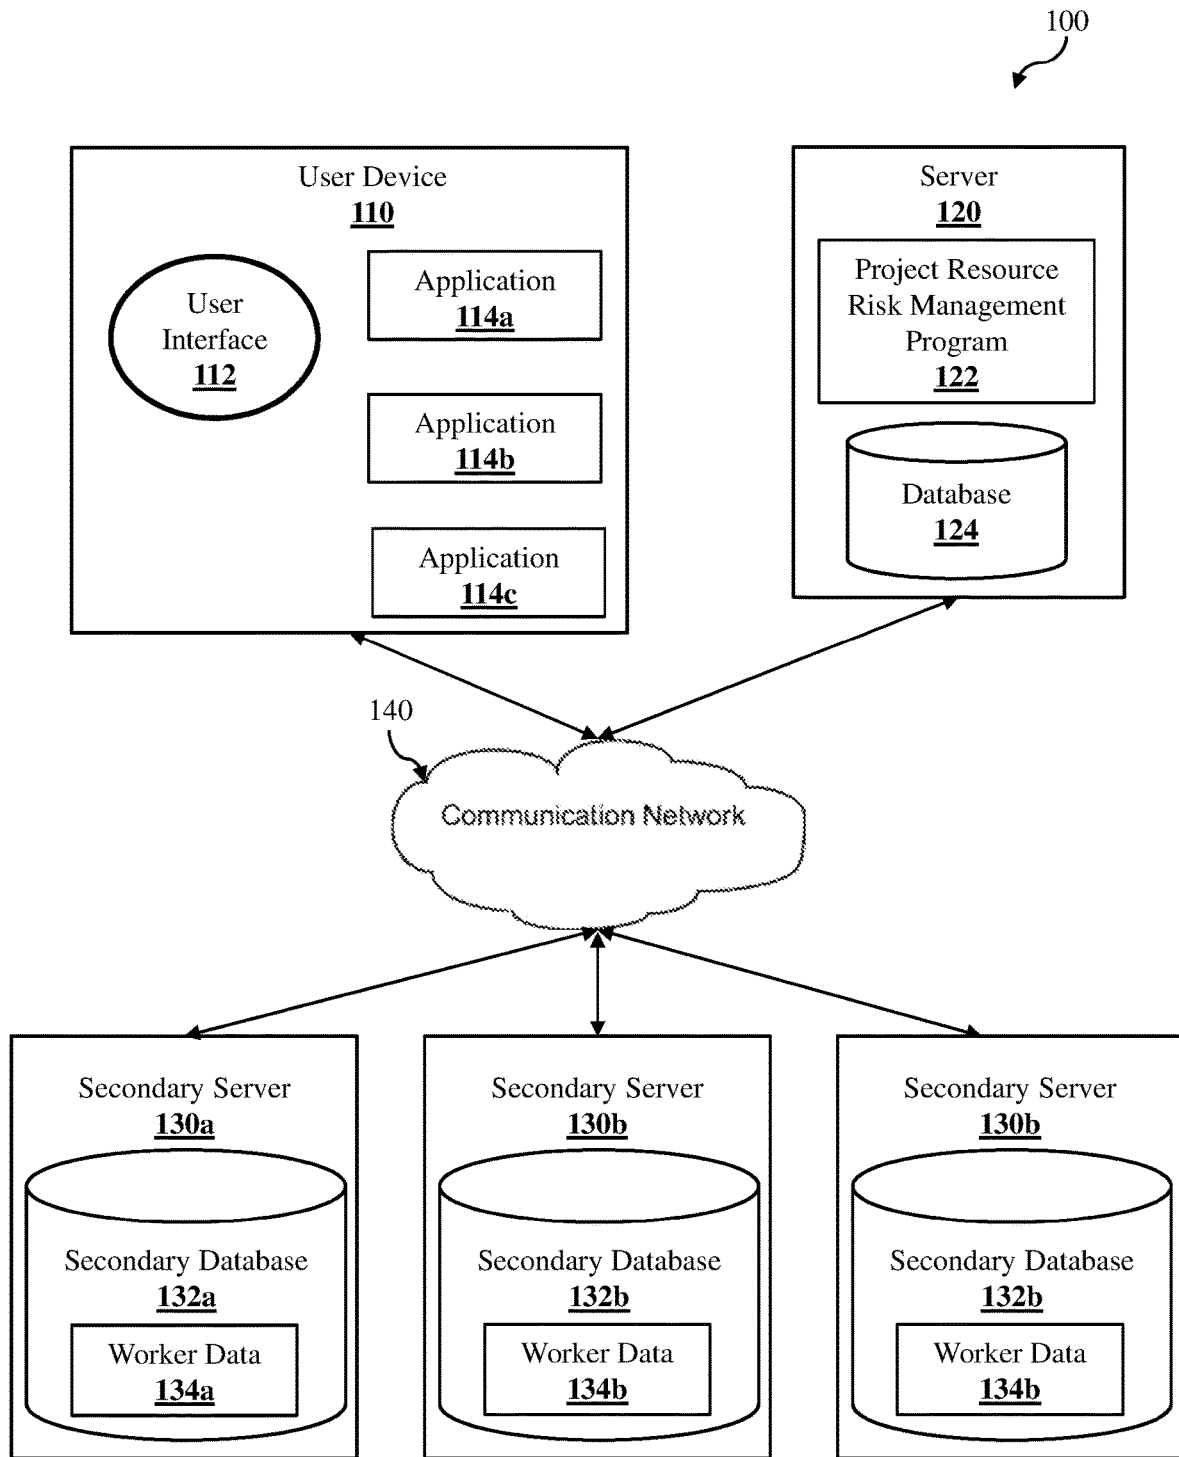 100
User Device
110
User
Interface
112
Application
114a
Application
114b
Application
114c
Server
120
Project Resource
Risk Management
Program
122
Database
124
140
Communication Network
Secondary Server
130a
Secondary Database
132a
Worker Data
134a
Secondary Server
130b
Secondary Database
132b
Worker Data
134b
Secondary Server
130b
Secondary Database
132b
Worker Data
134b